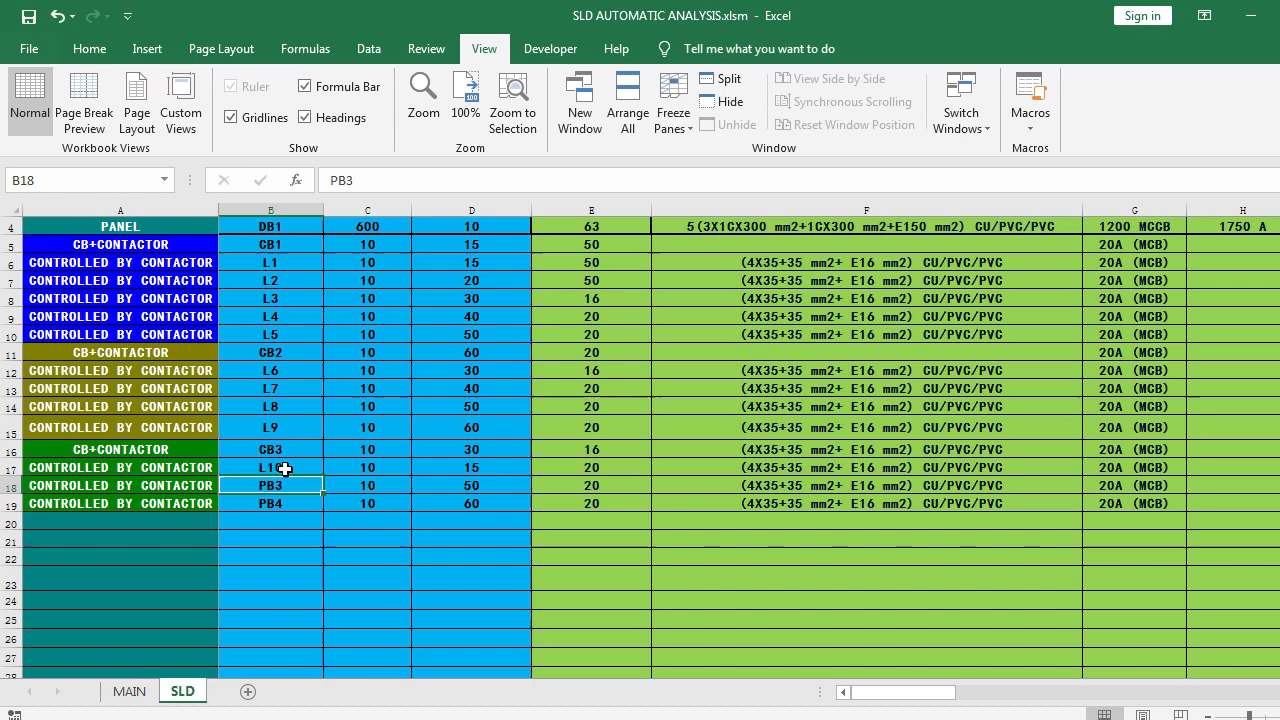 SLD AUTOMATIC ANALYSIS.xlsm - Excel Sign in
File Home Insert Page Layout Formulas Data Review View Developer Help Tell me what you want to do
Normal Page Break Preview Page Layout Custom Views
Workbook Views
Ruler Formula Bar
Gridlines Headings
Show
Zoom 100% Zoom to Selection
Zoom
New Window Arrange All Freeze Panes
Split
Hide
Unhide
View Side by Side
Synchronous Scrolling
Reset Window Position
Switch Windows
Window
Macros
Macros
B18 fx PB3
A B C D E F G H
4 PANEL DB1 600 10 63 5(3X1CX300 mm2+1CX300 mm2+E150 mm2) CU/PVC/PVC 1200 MCCB 1750 A
5 CB+CONTACTOR CB1 10 15 50 20A (MCB)
6 CONTROLLED BY CONTACTOR L1 10 15 50 (4X35+35 mm2+ E16 mm2) CU/PVC/PVC 20A (MCB)
7 CONTROLLED BY CONTACTOR L2 10 20 50 (4X35+35 mm2+ E16 mm2) CU/PVC/PVC 20A (MCB)
8 CONTROLLED BY CONTACTOR L3 10 30 16 (4X35+35 mm2+ E16 mm2) CU/PVC/PVC 20A (MCB)
9 CONTROLLED BY CONTACTOR L4 10 40 20 (4X35+35 mm2+ E16 mm2) CU/PVC/PVC 20A (MCB)
10 CONTROLLED BY CONTACTOR L5 10 50 20 (4X35+35 mm2+ E16 mm2) CU/PVC/PVC 20A (MCB)
11 CB+CONTACTOR CB2 10 60 20 20A (MCB)
12 CONTROLLED BY CONTACTOR L6 10 30 16 (4X35+35 mm2+ E16 mm2) CU/PVC/PVC 20A (MCB)
13 CONTROLLED BY CONTACTOR L7 10 40 20 (4X35+35 mm2+ E16 mm2) CU/PVC/PVC 20A (MCB)
14 CONTROLLED BY CONTACTOR L8 10 50 20 (4X35+35 mm2+ E16 mm2) CU/PVC/PVC 20A (MCB)
15 CONTROLLED BY CONTACTOR L9 10 60 20 (4X35+35 mm2+ E16 mm2) CU/PVC/PVC 20A (MCB)
16 CB+CONTACTOR CB3 10 30 16 (4X35+35 mm2+ E16 mm2) CU/PVC/PVC 20A (MCB)
17 CONTROLLED BY CONTACTOR 10 15 20 (4X35+35 mm2+ E16 mm2) CU/PVC/PVC 20A (MCB)
18 CONTROLLED BY CONTACTOR PB3 10 50 20 (4X35+35 mm2+ E16 mm2) CU/PVC/PVC 20A (MCB)
19 CONTROLLED BY CONTACTOR PB4 10 60 20 (4X35+35 mm2+ E16 mm2) CU/PVC/PVC 20A (MCB)
20
21
22
23
24
25
26
27
28
MAIN SLD